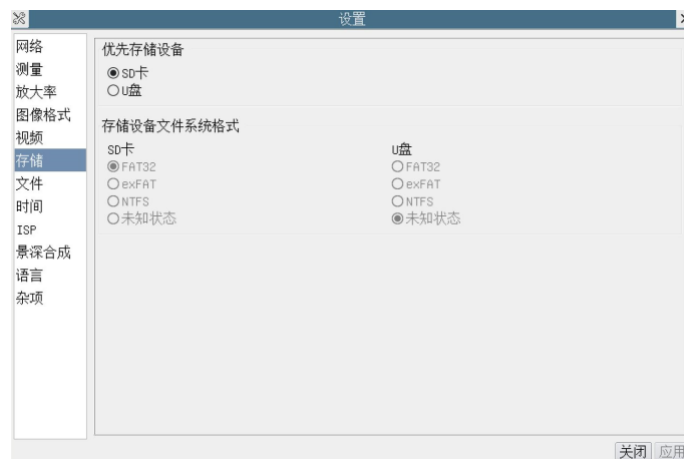 设置
网络
测量
放大率
图像格式
视频
存储
文件
时间
ISP
景深合成
语言
杂项
优先存储设备
SD卡
U盘
存储设备文件系统格式
SD卡
FAT32
exFAT
NTFS
未知状态
U盘
FAT32
exFAT
NTFS
未知状态
关闭
应用